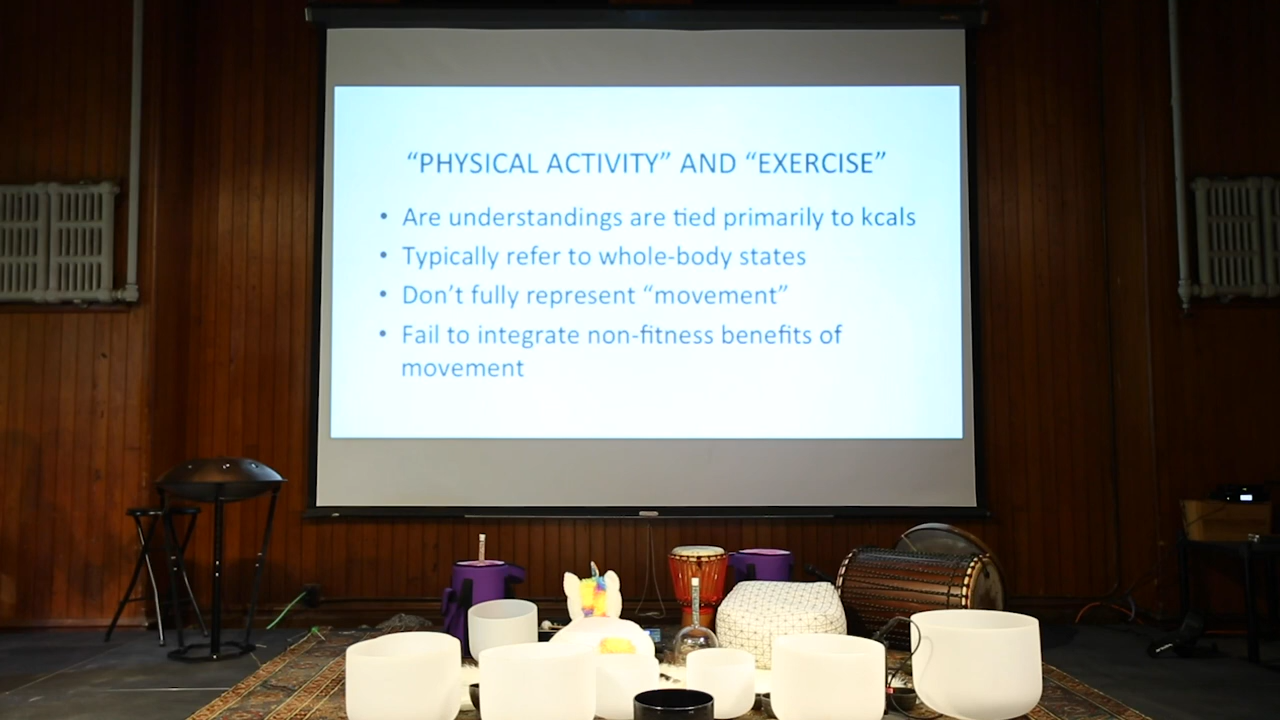 “PHYSICAL ACTIVITY” AND “EXERCISE”
• Are understandings are tied primarily to kcals
• Typically refer to whole-body states
• Don’t fully represent “movement”
• Fail to integrate non-fitness benefits of
movement